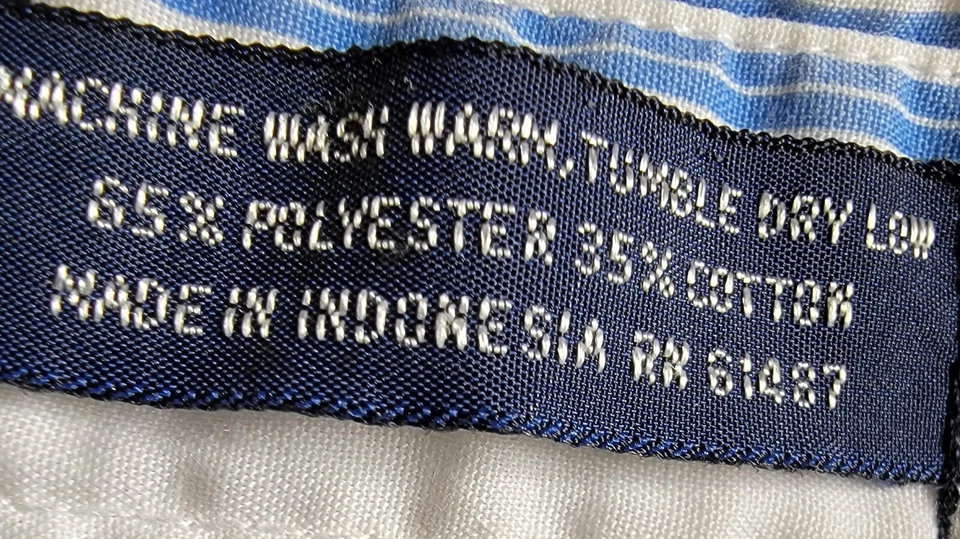 MACHINE WASH WARM, TUMBLE DRY LOW
65% POLYESTER 35% COTTON
MADE IN INDONESIA RN 61487